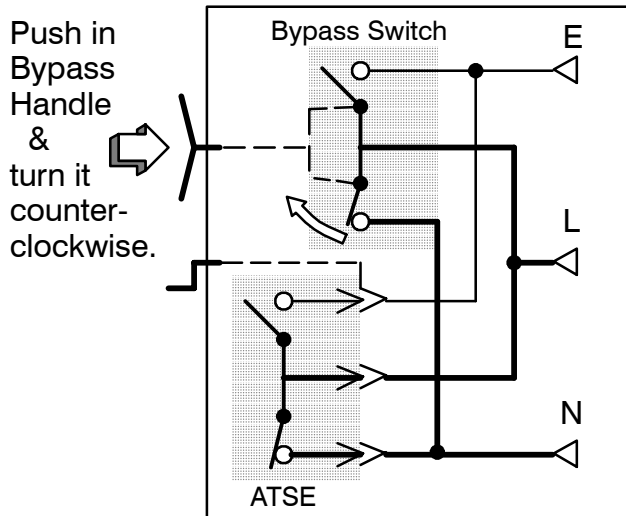 Push in
Bypass
Handle
&
turn it
counter-
clockwise.
Bypass Switch
E
L
N
ATSE